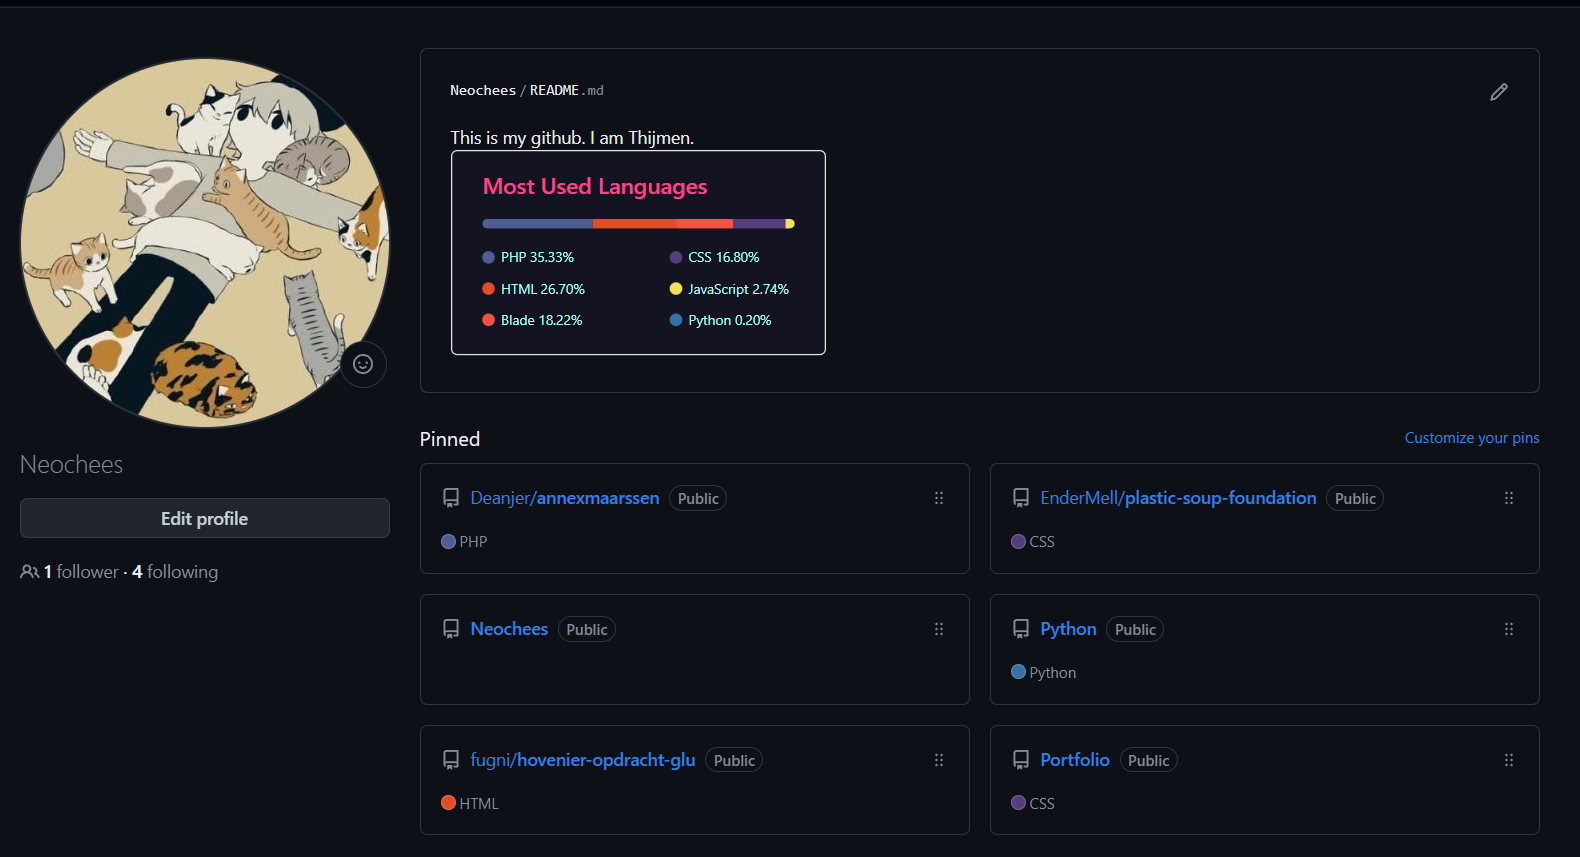 Neochees / README.md
This is my github. I am Thijmen.
Most Used Languages
PHP 35.33%
HTML 26.70%
Blade 18.22%
CSS 16.80%
JavaScript 2.74%
Python 0.20%
Neochees
Edit profile
1 follower · 4 following
Pinned
Customize your pins
Deanjer/annexmaarssen Public
PHP
EnderMell/plastic-soup-foundation Public
CSS
Neochees Public
Python Public
Python
fugni/hovenier-opdracht-glu Public
HTML
Portfolio Public
CSS